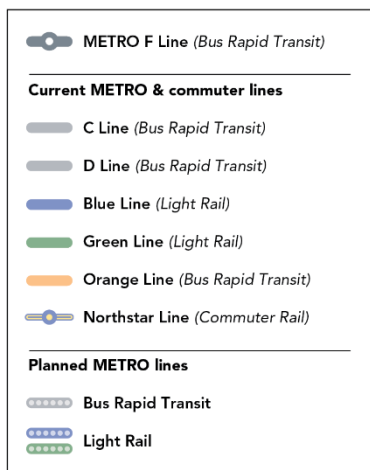 METRO F Line (Bus Rapid Transit)
Current METRO & commuter lines
C Line (Bus Rapid Transit)
D Line (Bus Rapid Transit)
Blue Line (Light Rail)
Green Line (Light Rail)
Orange Line (Bus Rapid Transit)
Northstar Line (Commuter Rail)
Planned METRO lines
Bus Rapid Transit
Light Rail